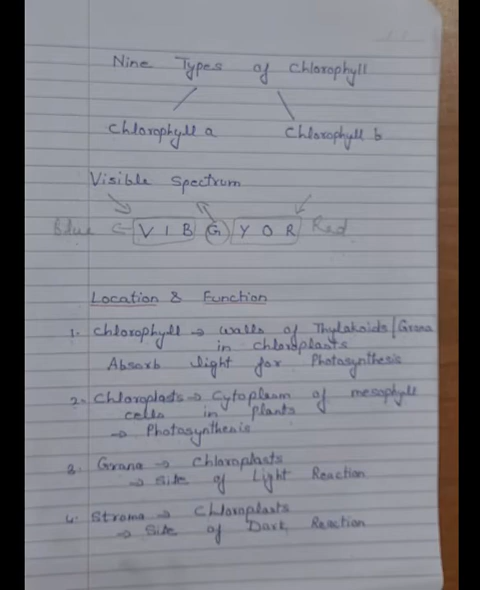 Nine Types of Chlorophyll
Chlorophyll a Chlorophyll b
Visible Spectrum
Blue V I B G Y O R Red
Location & Function
1. Chlorophyll → walls of Thylakoids/Grana
in chloroplasts
Absorb light for Photosynthesis
2. Chloroplasts → Cytoplasm of mesophyll
cells in plants
→ Photosynthesis
3. Grana → Chloroplasts
→ Site of Light Reaction
4. Stroma → Chloroplasts
→ Site of Dark Reaction